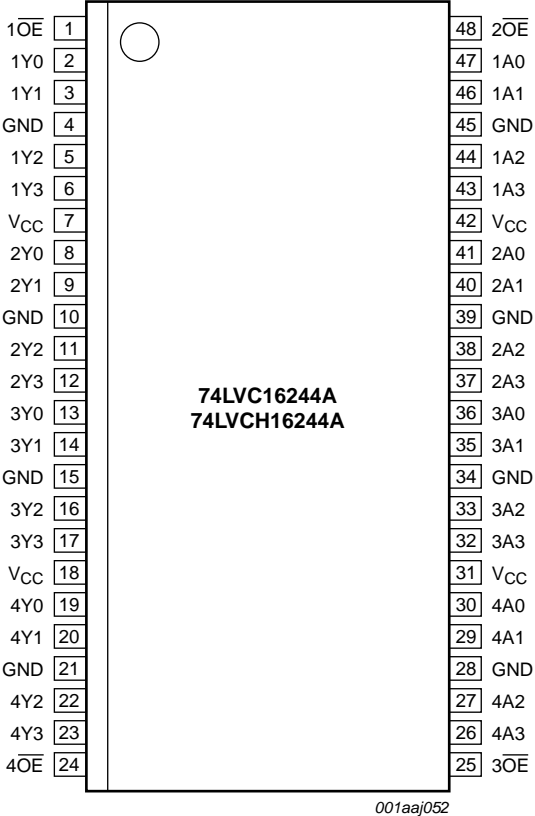 1O̅E̅ 1 48 2O̅E̅
1Y0 2 47 1A0
1Y1 3 46 1A1
GND 4 45 GND
1Y2 5 44 1A2
1Y3 6 43 1A3
VCC 7 42 VCC
2Y0 8 41 2A0
2Y1 9 40 2A1
GND 10 39 GND
2Y2 11 38 2A2
2Y3 12 37 2A3
74LVC16244A
74LVCH16244A
3Y0 13 36 3A0
3Y1 14 35 3A1
GND 15 34 GND
3Y2 16 33 3A2
3Y3 17 32 3A3
VCC 18 31 VCC
4Y0 19 30 4A0
4Y1 20 29 4A1
GND 21 28 GND
4Y2 22 27 4A2
4Y3 23 26 4A3
4O̅E̅ 24 25 3O̅E̅
001aaj052